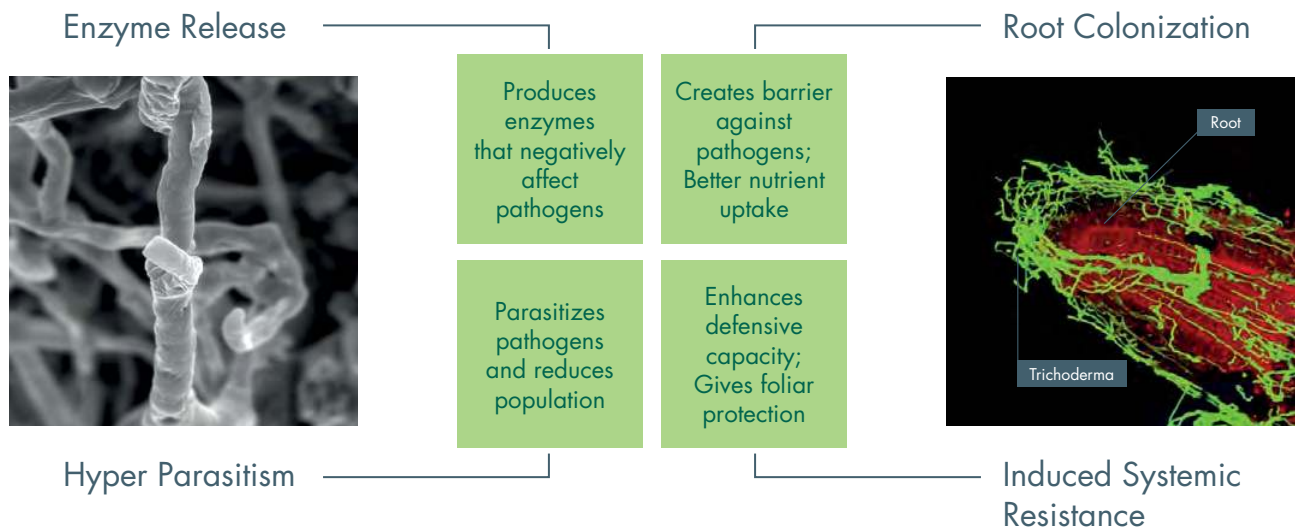 Enzyme Release
Root Colonization
Produces
enzymes
that negatively
affect
pathogens
Creates barrier
against
pathogens;
Better nutrient
uptake
Root
Parasitizes
pathogens
and reduces
population
Enhances
defensive
capacity;
Gives foliar
protection
Trichoderma
Hyper Parasitism
Induced Systemic
Resistance